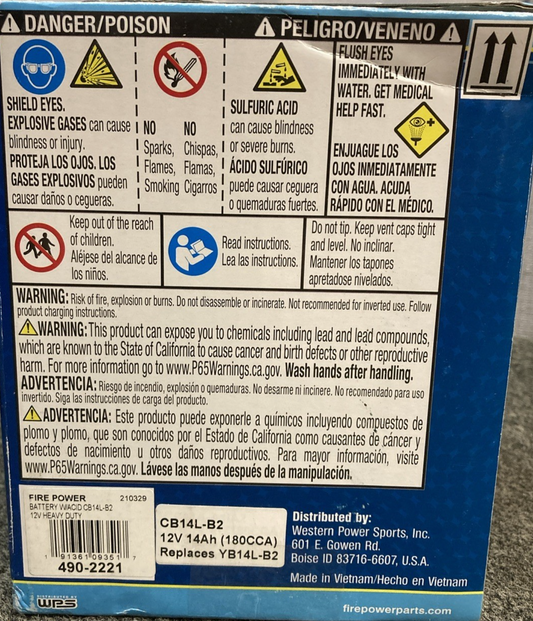 DANGER/POISON
PELIGRO/VENENO
SHIELD EYES.
EXPLOSIVE GASES can cause
blindness or injury.
PROTEJA LOS OJOS. LOS
GASES EXPLOSIVOS pueden
causar daños o cegueras.
NO NO
Sparks, Chispas,
Flames, Flamas,
Smoking Cigarros
SULFURIC ACID
can cause blindness
or severe burns.
ÁCIDO SULFÚRICO
puede causar ceguera
o quemaduras fuertes.
FLUSH EYES
IMMEDIATELY WITH
WATER. GET MEDICAL
HELP FAST.
ENJUAGUE LOS
OJOS INMEDIATAMENTE
CON AGUA. ACUDA
RÁPIDO CON EL MÉDICO.
Keep out of the reach
of children.
Aléjese del alcance de
los niños.
Read instructions.
Lea las instructions.
Do not tip. Keep vent caps tight
and level. No inclinar.
Mantener los tapones
apretadose nivelados.
WARNING: Risk of fire, explosion or burns. Do not disassemble or incinerate. Not recommended for inverted use. Follow
product charging instructions.
WARNING: This product can expose you to chemicals including lead and lead compounds,
which are known to the State of California to cause cancer and birth defects or other reproductive
harm. For more information go to www.P65Warnings.ca.gov. Wash hands after handling.
ADVERTENCIA: Riesgo de incendio, explosión o quemaduras. No desarme ni incinere. No recomendado para uso
invertido. Siga las instrucciones de carga del producto.
ADVERTENCIA: Este producto puede exponerle a químicos incluyendo compuestos de
plomo y plomo, que son conocidos por el Estado de California como causantes de cáncer y
defectos de nacimiento u otros daños reproductivos. Para mayor información, visite
www.P65Warnings.ca.gov. Lávese las manos después de la manipulación.
FIRE POWER 210329
BATTERY W/ACID CB14L-B2
12V HEAVY DUTY
1 91361 09351 7
490-2221
CB14L-B2
12V 14Ah (180CCA)
Replaces YB14L-B2
Distributed by:
Western Power Sports, Inc.
601 E. Gowen Rd.
Boise ID 83716-6607, U.S.A.
Made in Vietnam/Hecho en Vietnam
DISTRIBUTED BY
WPS
firepowerparts.com